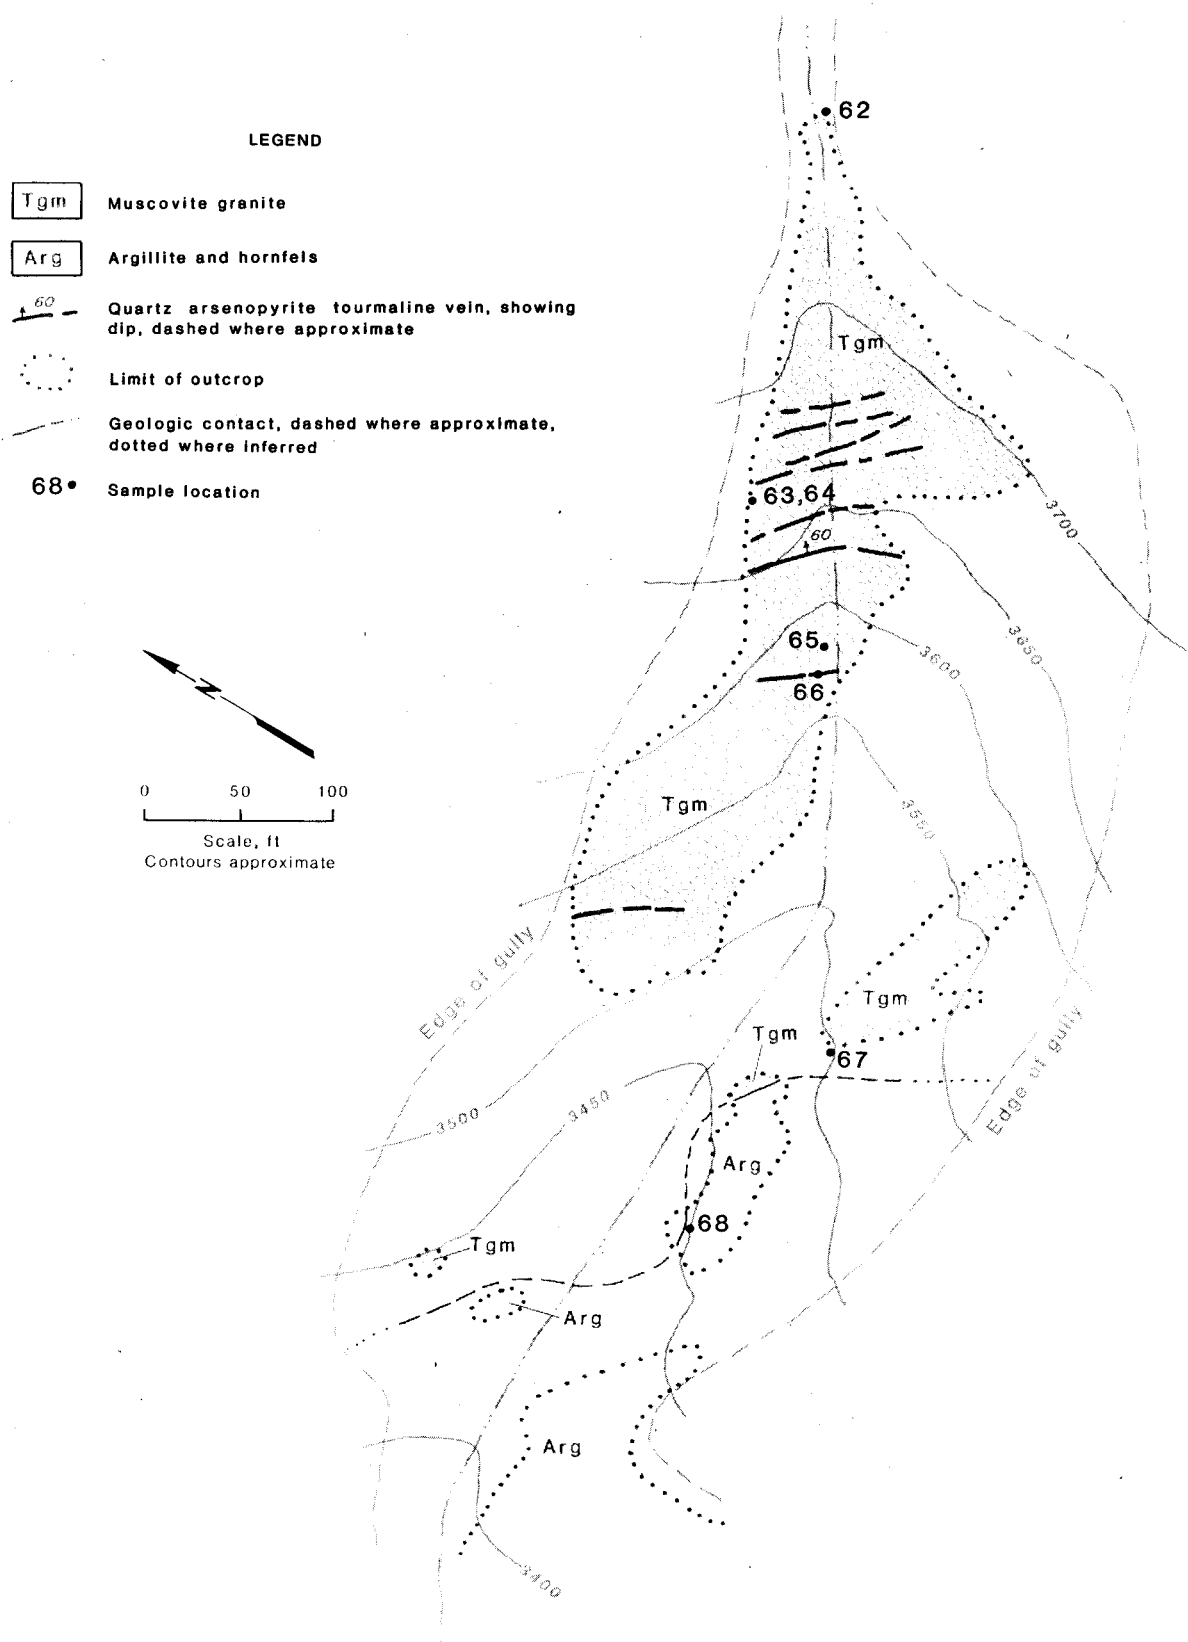 62
LEGEND
Tgm Muscovite granite
Arg Argillite and hornfels
60 Quartz arsenopyrite tourmaline vein, showing
dip, dashed where approximate
Limit of outcrop
Geologic contact, dashed where approximate,
dotted where inferred
68 Sample location
Tgm
63,64
3700
60
65
3650
3600
66
N
0 50 100
Scale, ft
Contours approximate
Tgm
3550
Edge of gully
Tgm
Tgm
67
Edge of gully
3500
3450
Arg
68
Tgm
Arg
Arg
3400